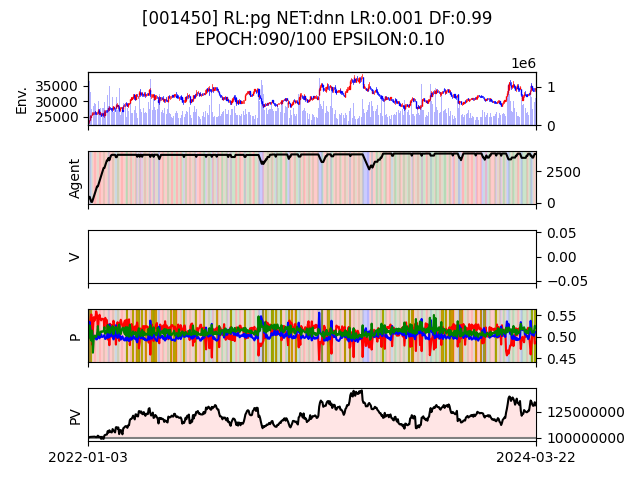 [001450] RL:pg NET:dnn LR:0.001 DF:0.99
EPOCH:090/100 EPSILON:0.10
1e6
Env.
35000
30000
25000
1
0
Agent
2500
0
V
0.05
0.00
−0.05
P
0.55
0.50
0.45
PV
125000000
100000000
2022-01-03
2024-03-22